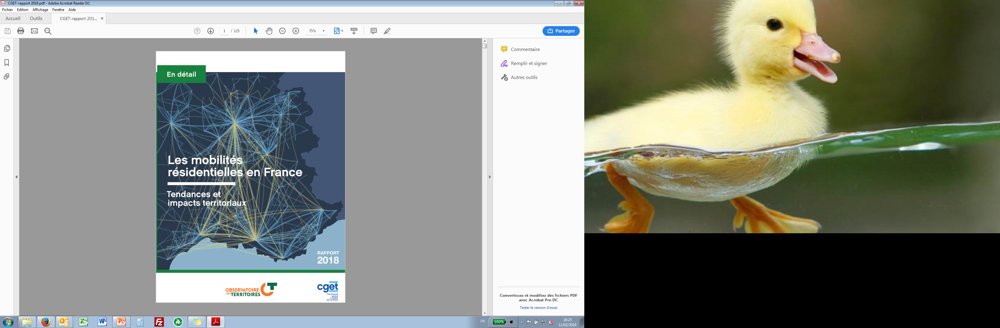 CGET-rapport 2018.pdf - Adobe Acrobat Reader DC
Fichier Edition Affichage Fenêtre Aide
Accueil Outils CGET-rapport 201... ×
1 / 125 75% Partager
Commentaire
Remplir et signer
Autres outils
En détail
Les mobilités
résidentielles en France
Tendances et
impacts territoriaux
RAPPORT
2018
OBSERVATOIRE
DES TERRITOIRES
cget
Commissariat
général
à l'égalité
des territoires
Convertissez et modifiez des fichiers PDF
avec Acrobat Pro DC
Tester la version d'essai
FR 100% 16:25
12/02/2019